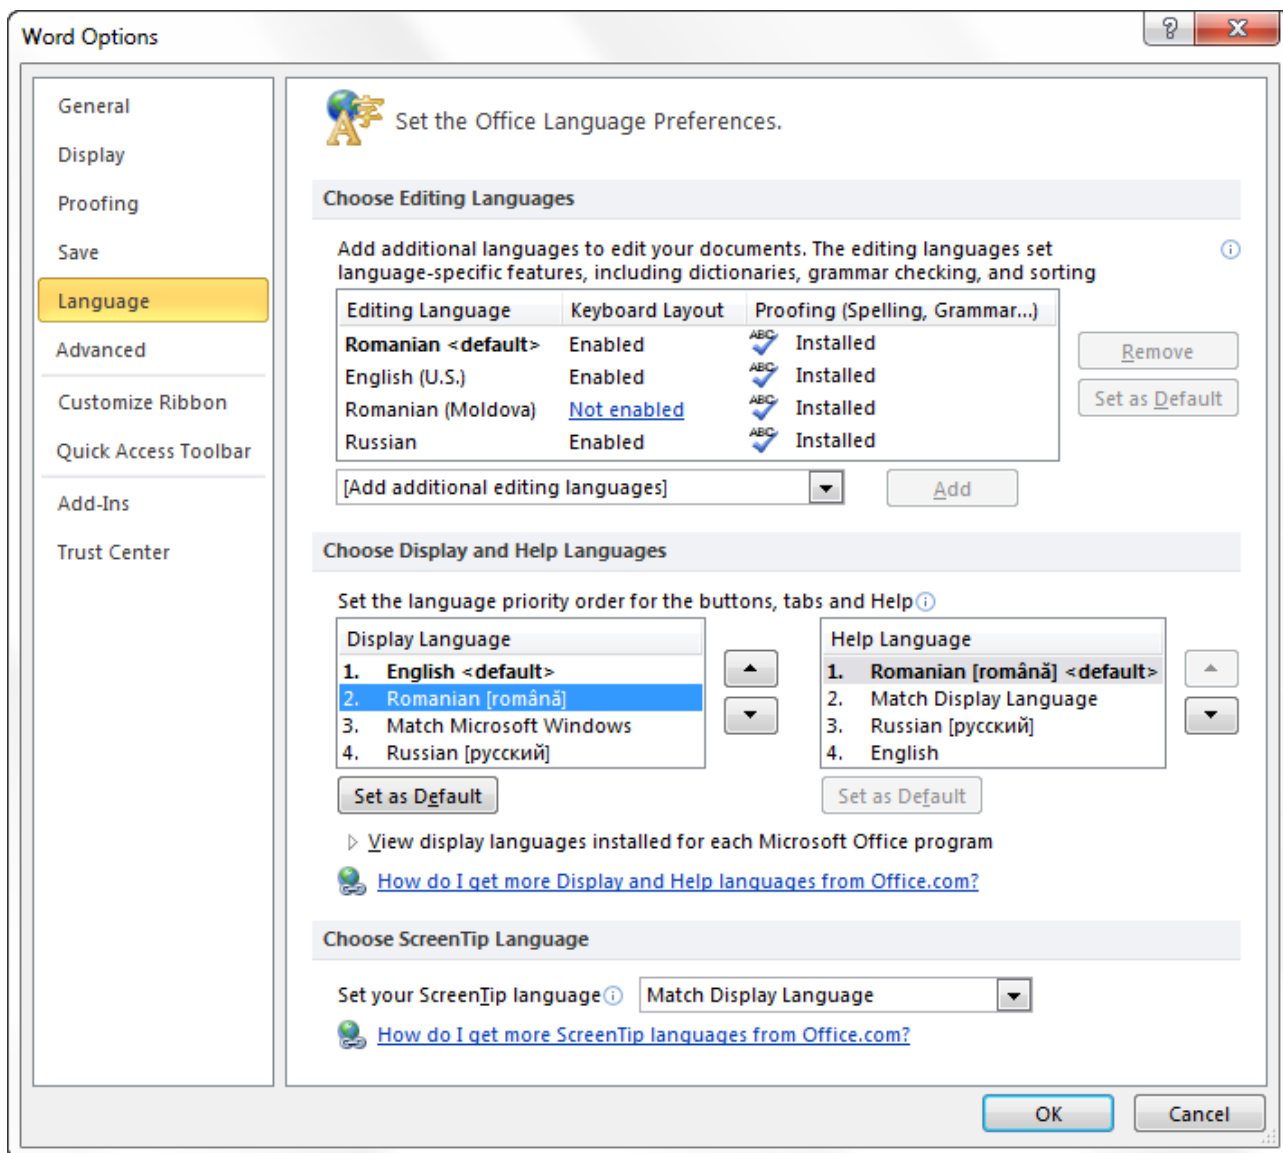 Word Options
General
Display
Proofing
Save
Language
Advanced
Customize Ribbon
Quick Access Toolbar
Add-Ins
Trust Center
Set the Office Language Preferences.
Choose Editing Languages
Add additional languages to edit your documents. The editing languages set
language-specific features, including dictionaries, grammar checking, and sorting
Editing Language Keyboard Layout Proofing (Spelling, Grammar...)
Romanian <default> Enabled ABC Installed
English (U.S.) Enabled ABC Installed
Romanian (Moldova) Not enabled ABC Installed
Russian Enabled ABC Installed
Remove
Set as Default
[Add additional editing languages] Add
Choose Display and Help Languages
Set the language priority order for the buttons, tabs and Help
Display Language
1. English <default>
2. Romanian [română]
3. Match Microsoft Windows
4. Russian [русский]
Set as Default
Help Language
1. Romanian [română] <default>
2. Match Display Language
3. Russian [русский]
4. English
Set as Default
View display languages installed for each Microsoft Office program
How do I get more Display and Help languages from Office.com?
Choose ScreenTip Language
Set your ScreenTip language Match Display Language
How do I get more ScreenTip languages from Office.com?
OK Cancel